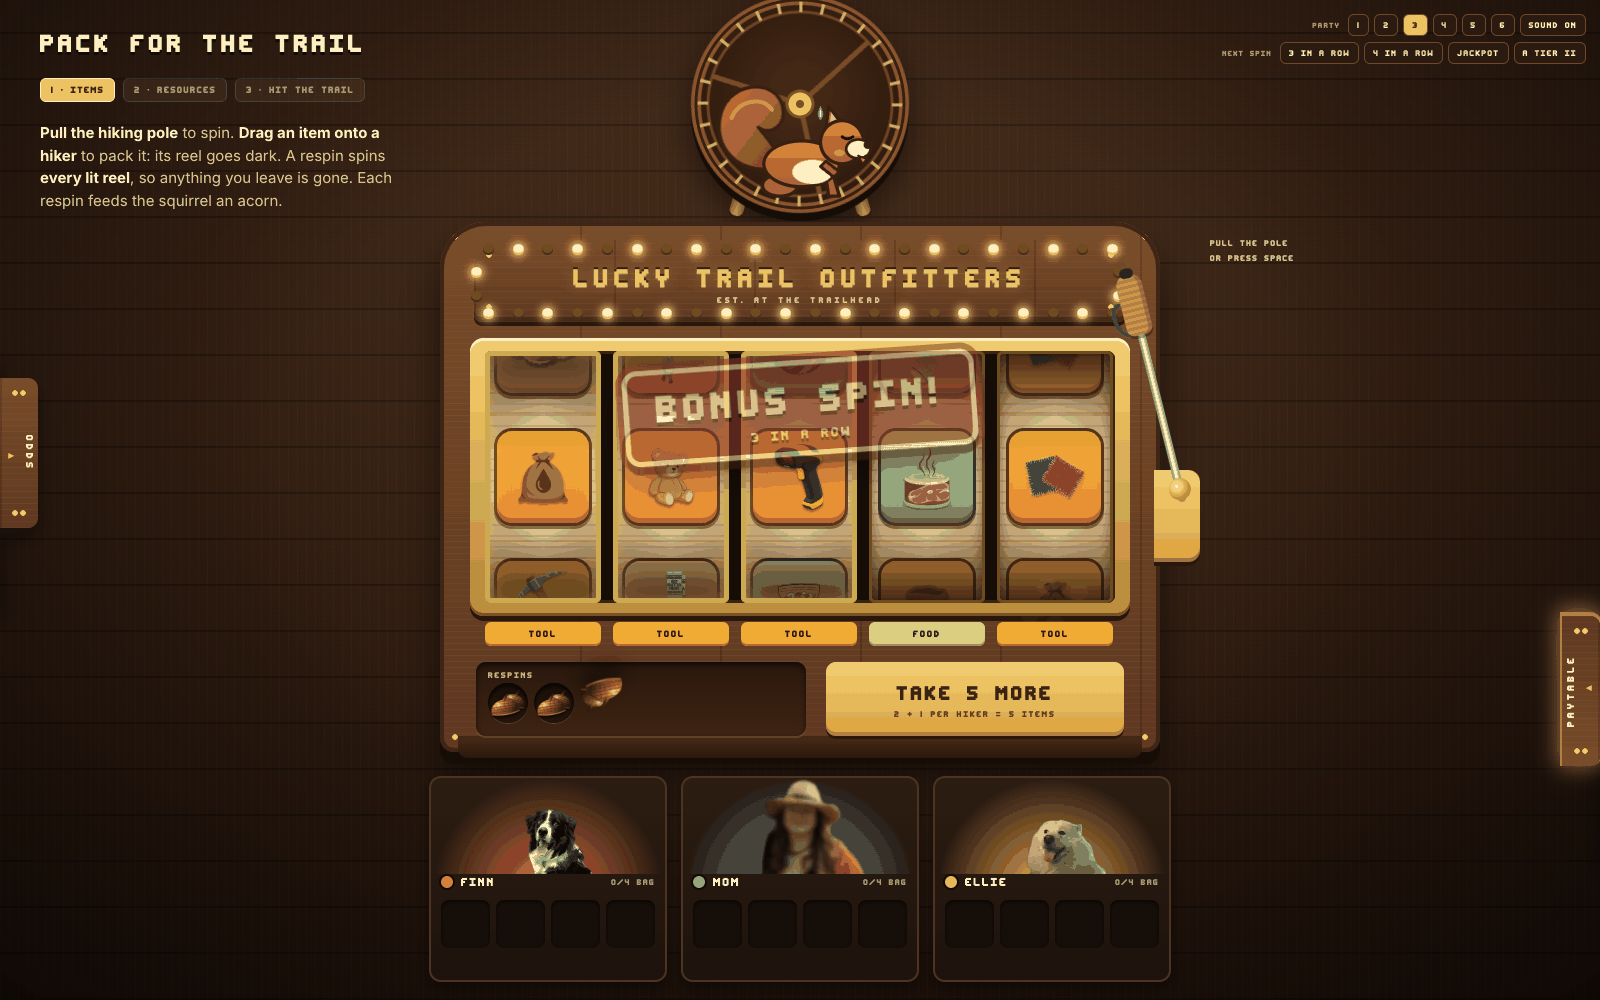 PACK FOR THE TRAIL
1 · ITEMS
2 · RESOURCES
3 · HIT THE TRAIL
Pull the hiking pole to spin. Drag an item onto a
hiker to pack it: its reel goes dark. A respin spins
every lit reel, so anything you leave is gone. Each
respin feeds the squirrel an acorn.
PARTY 1 2 3 4 5 6 SOUND ON
NEXT SPIN 3 IN A ROW 4 IN A ROW JACKPOT A TIER II
PULL THE POLE
OR PRESS SPACE
LUCKY TRAIL OUTFITTERS
EST. AT THE TRAILHEAD
BONUS SPIN!
3 IN A ROW
ODDS
TOOL TOOL TOOL FOOD TOOL
RESPINS
TAKE 5 MORE
2 + 1 PER HIKER = 5 ITEMS
PAYTABLE
FINN 0/4 BAG
MOM 0/4 BAG
ELLIE 0/4 BAG